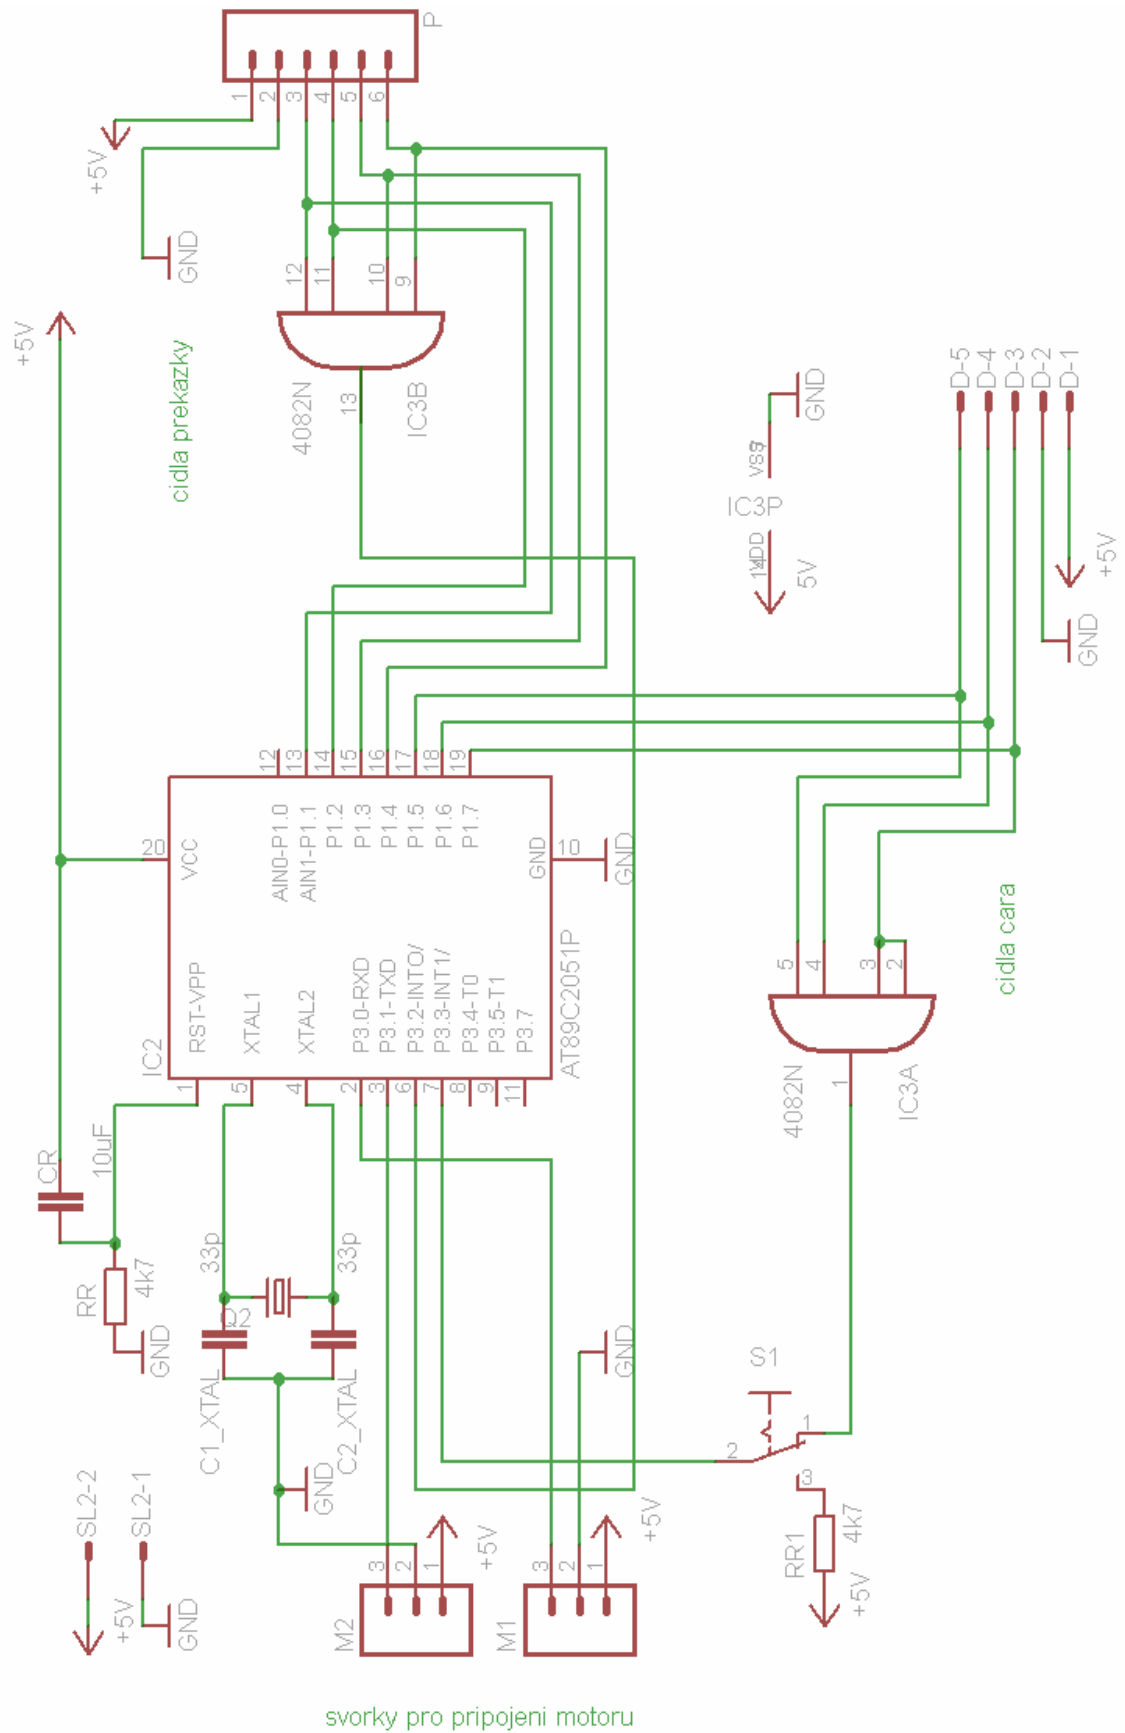 P
1
2
3
4
5
6
+5V
GND
+5V
cidla prekazky
12
11
10
9
4082N
13
IC3B
GND
VSS
IC3P
VDD
5V
D-5
D-4
D-3
D-2
D-1
+5V
GND
12
13
14
15
16
17
18
19
20
VCC
AIN0-P1.0
AIN1-P1.1
P1.2
P1.3
P1.4
P1.5
P1.6
P1.7
GND
10
GND
RST-VPP
XTAL1
XTAL2
P3.0-RXD
P3.1-TXD
P3.2-INTO/
P3.3-INT1/
P3.4-T0
P3.5-T1
P3.7
IC2
AT89C2051P
1
5
4
2
3
6
7
8
9
11
cidla cara
5
4
3
2
4082N
1
IC3A
CR
10uF
RR
4k7
GND
33p
33p
Q2
C1_XTAL
C2_XTAL
GND
GND
S1
1
2
3
RR1
4k7
+5V
SL2-2
SL2-1
+5V
GND
3
2
1
+5V
M2
3
2
1
+5V
M1
svorky pro pripojeni motoru